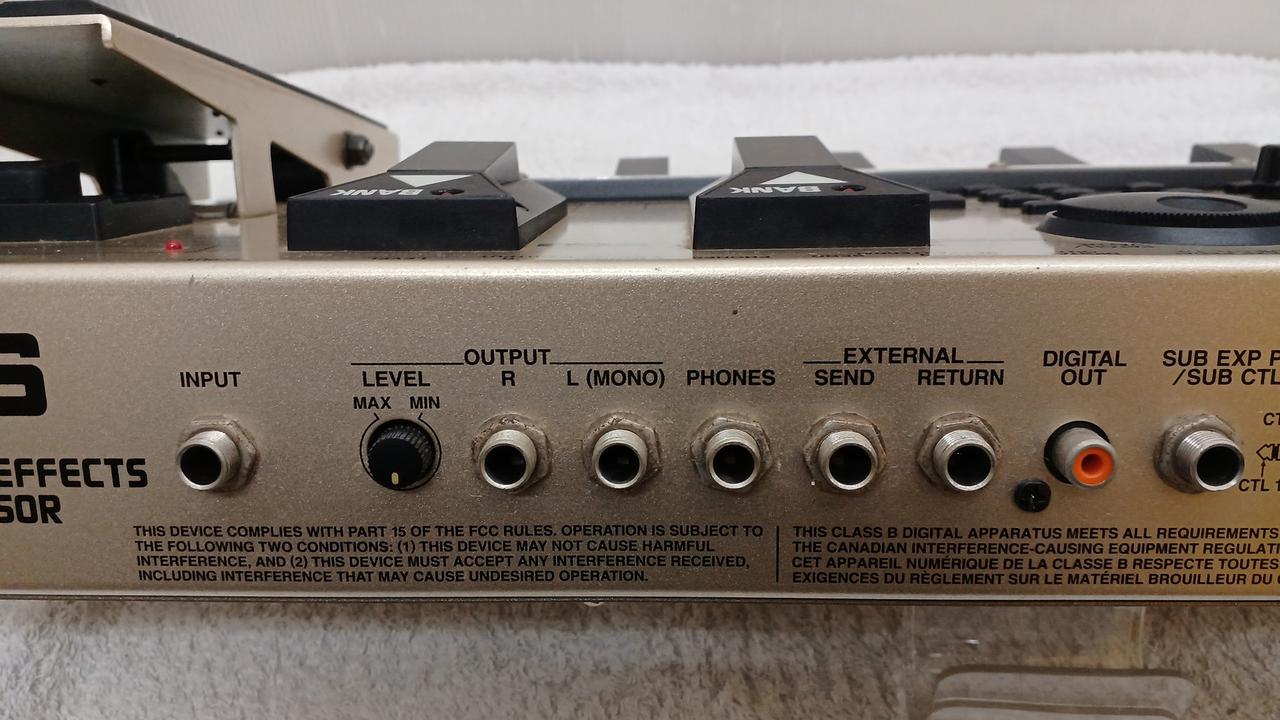 BANK
BANK
6
EFFECTS
SOR
INPUT
OUTPUT
LEVEL
R
L (MONO)
MAX MIN
PHONES
EXTERNAL
SEND
RETURN
DIGITAL
OUT
SUB EXP P
/SUB CTL
CTL 1
THIS DEVICE COMPLIES WITH PART 15 OF THE FCC RULES. OPERATION IS SUBJECT TO
THE FOLLOWING TWO CONDITIONS: (1) THIS DEVICE MAY NOT CAUSE HARMFUL
INTERFERENCE, AND (2) THIS DEVICE MUST ACCEPT ANY INTERFERENCE RECEIVED,
INCLUDING INTERFERENCE THAT MAY CAUSE UNDESIRED OPERATION.
THIS CLASS B DIGITAL APPARATUS MEETS ALL REQUIREMENTS
THE CANADIAN INTERFERENCE-CAUSING EQUIPMENT REGULATI
CET APPAREIL NUMÉRIQUE DE LA CLASSE B RESPECTE TOUTES
EXIGENCES DU RÈGLEMENT SUR LE MATÉRIEL BROUILLEUR DU